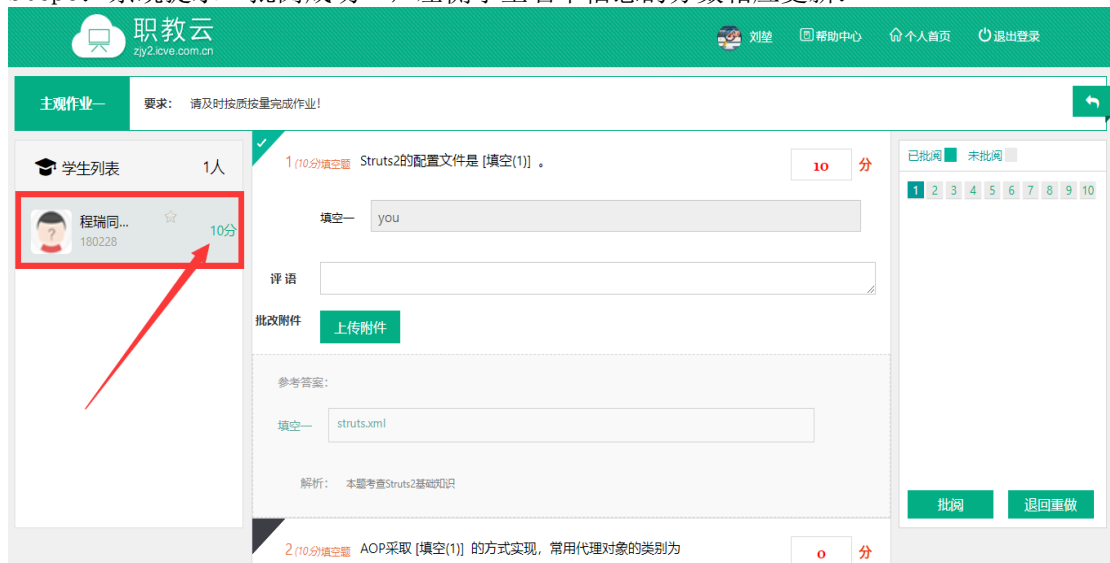 职教云
zjy2.icve.com.cn
刘堃 帮助中心 个人首页 退出登录
主观作业一 要求： 请及时按质按量完成作业！
学生列表 1人
程瑞同... 10分
180228
1 (10分)填空题 Struts2的配置文件是 [填空(1)] 。 10 分
填空一 you
评 语
批改附件 上传附件
参考答案：
填空一 struts.xml
解析： 本题考查Struts2基础知识
2 (10分)填空题 AOP采取 [填空(1)] 的方式实现，常用代理对象的类别为 0 分
已批阅 未批阅
1 2 3 4 5 6 7 8 9 10
批阅 退回重做